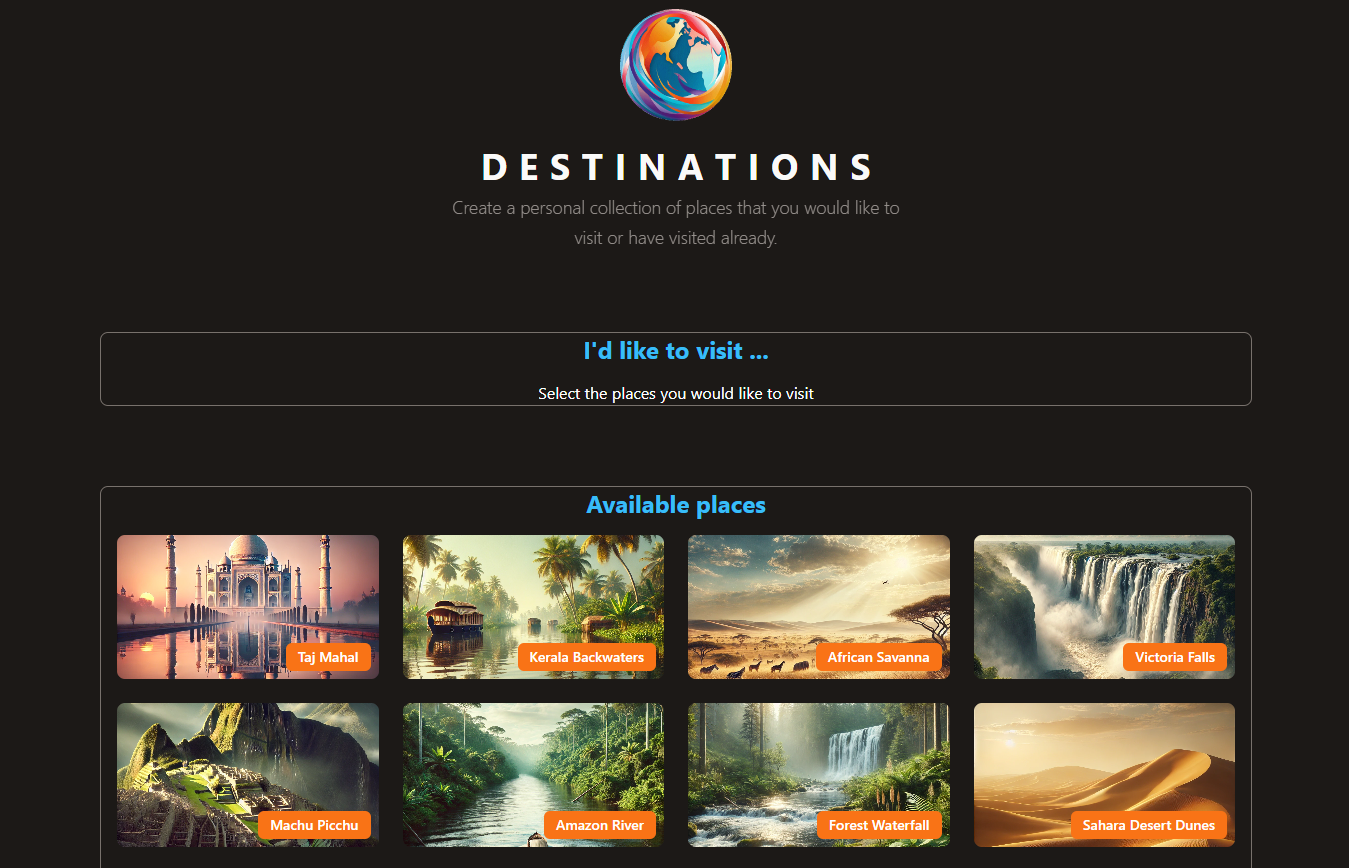 DESTINATIONS
Create a personal collection of places that you would like to
visit or have visited already.
I'd like to visit ...
Select the places you would like to visit
Available places
Taj Mahal
Kerala Backwaters
African Savanna
Victoria Falls
Machu Picchu
Amazon River
Forest Waterfall
Sahara Desert Dunes